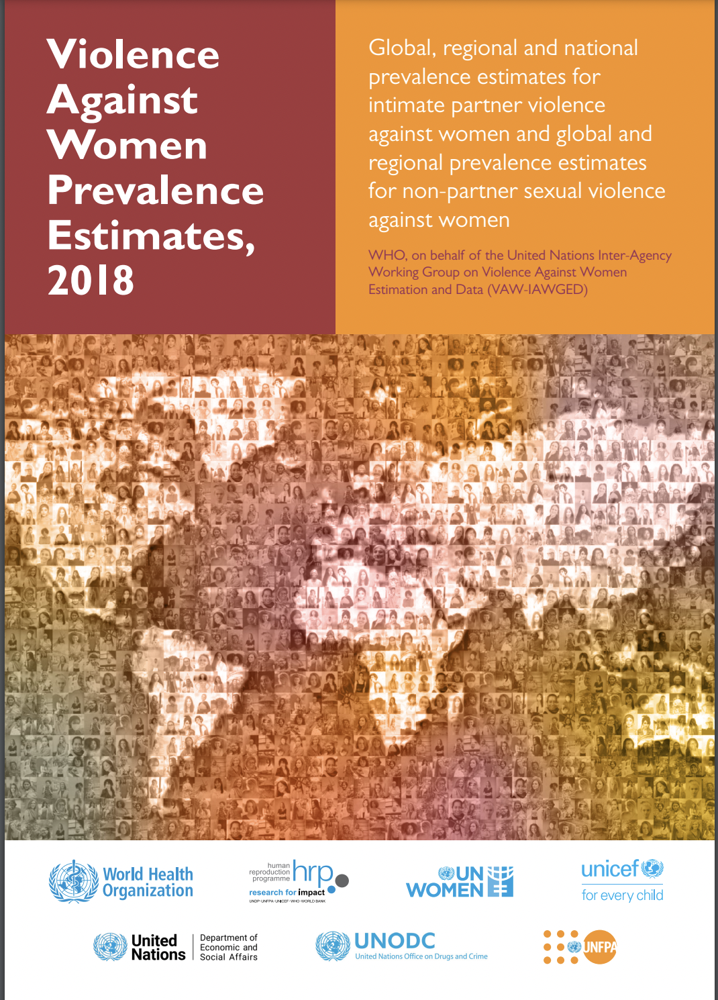 Violence
Against
Women
Prevalence
Estimates,
2018
Global, regional and national
prevalence estimates for
intimate partner violence
against women and global and
regional prevalence estimates
for non-partner sexual violence
against women
WHO, on behalf of the United Nations Inter-Agency
Working Group on Violence Against Women
Estimation and Data (VAW-IAWGED)
World Health
Organization
human
reproduction
programme
hrp
research for impact
UNDP·UNFPA·UNICEF·WHO·WORLD BANK
UN
WOMEN
unicef
for every child
United
Nations
Department of
Economic and
Social Affairs
UNODC
United Nations Office on Drugs and Crime
UNFPA